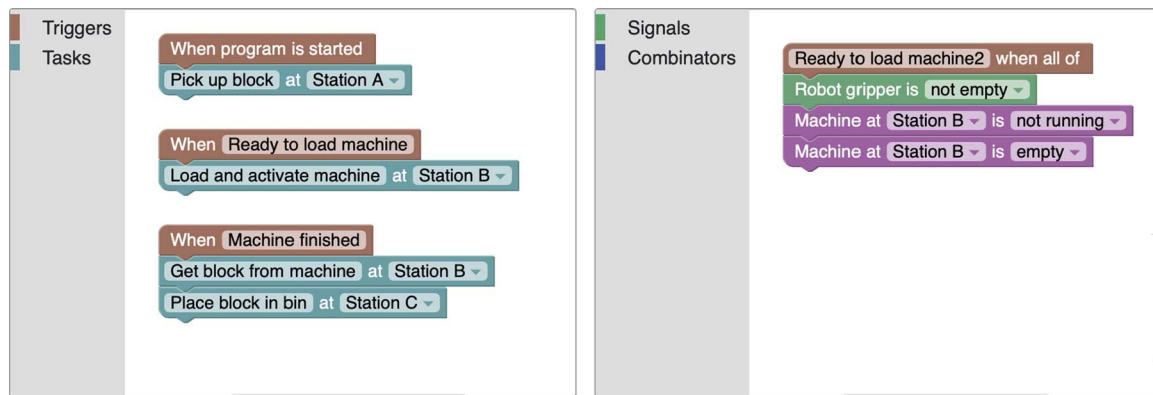 Triggers
Tasks
When program is started
Pick up block at Station A
When Ready to load machine
Load and activate machine at Station B
When Machine finished
Get block from machine at Station B
Place block in bin at Station C
Signals
Combinators
Ready to load machine2 when all of
Robot gripper is not empty
Machine at Station B is not running
Machine at Station B is empty